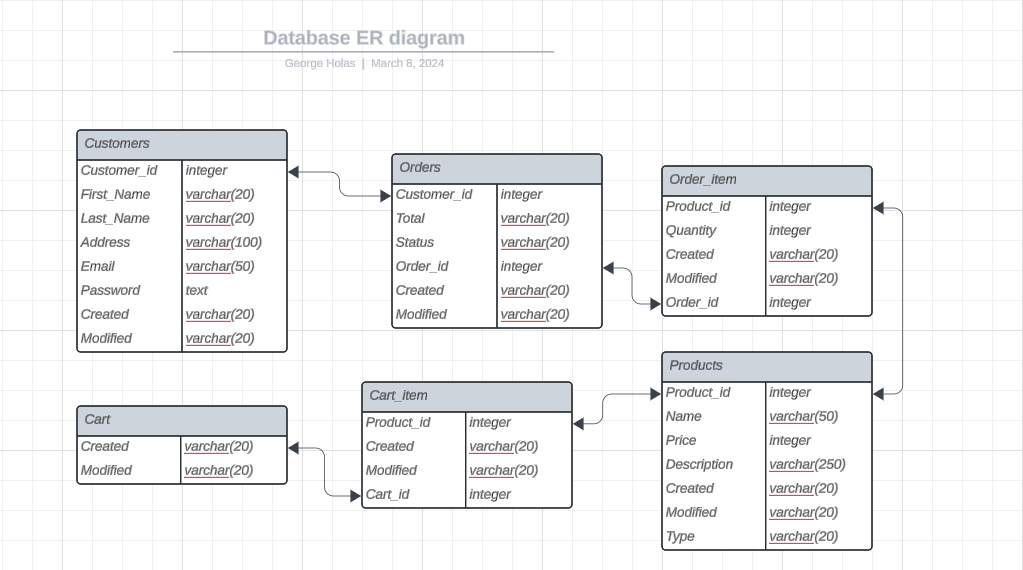 Database ER diagram
George Holas | March 8, 2024
Customers
Customer_id integer
First_Name varchar(20)
Last_Name varchar(20)
Address varchar(100)
Email varchar(50)
Password text
Created varchar(20)
Modified varchar(20)
Orders
Customer_id integer
Total varchar(20)
Status varchar(20)
Order_id integer
Created varchar(20)
Modified varchar(20)
Order_item
Product_id integer
Quantity integer
Created varchar(20)
Modified varchar(20)
Order_id integer
Cart
Created varchar(20)
Modified varchar(20)
Cart_item
Product_id integer
Created varchar(20)
Modified varchar(20)
Cart_id integer
Products
Product_id integer
Name varchar(50)
Price integer
Description varchar(250)
Created varchar(20)
Modified varchar(20)
Type varchar(20)